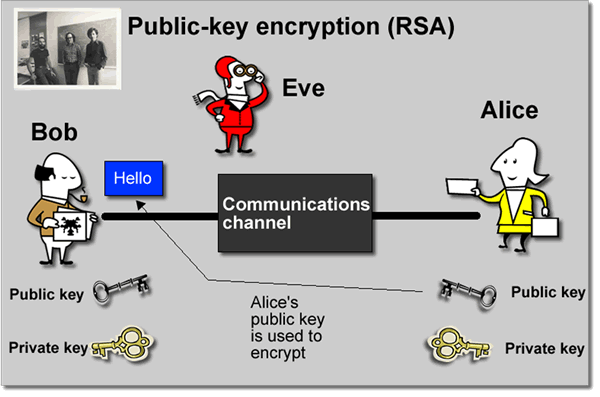 Public-key encryption (RSA)
Eve
Alice
Bob
Hello
Communications
channel
Public key
Private key
Alice's
public key
is used to
encrypt
Public key
Private key